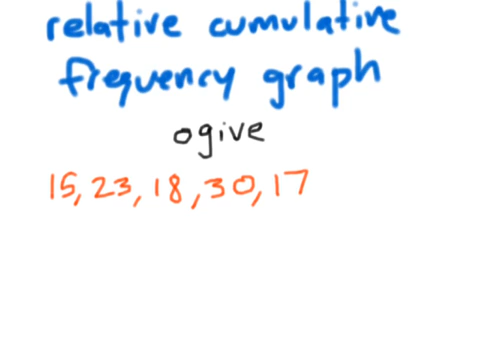 relative cumulative
frequency graph
ogive
15, 23, 18, 30, 17